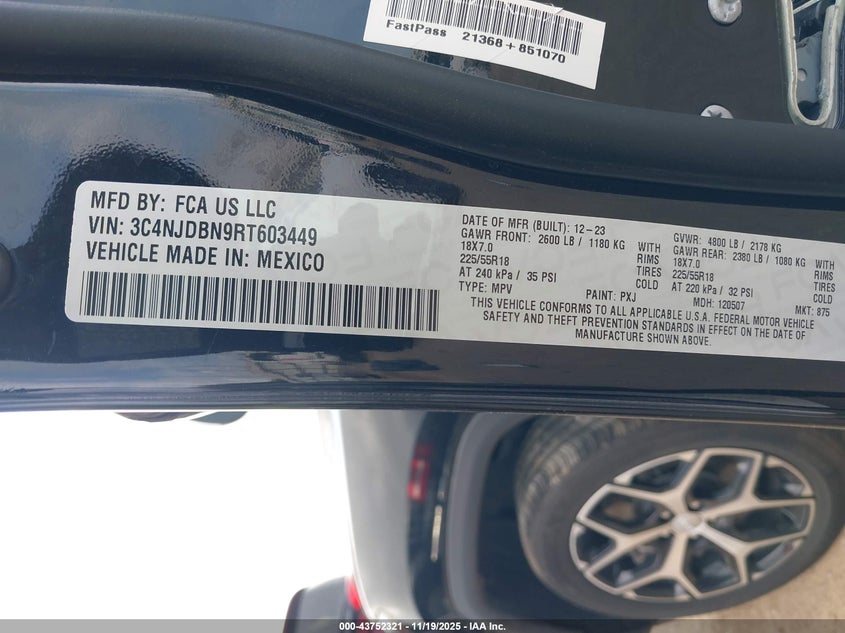 FastPass 21368+851070
MFD BY: FCA US LLC
VIN: 3C4NJDBN9RT603449
VEHICLE MADE IN: MEXICO
DATE OF MFR (BUILT): 12-23 GVWR: 4800 LB / 2178 KG
GAWR FRONT: 2600 LB / 1180 KG WITH GAWR REAR: 2380 LB / 1080 KG WITH
18X7.0 RIMS 18X7.0 RIMS
225/55R18 TIRES 225/55R18 TIRES
AT 240 kPa / 35 PSI COLD AT 220 kPa / 32 PSI COLD
TYPE: MPV PAINT: PXJ MDH: 120507 MKT: 875
THIS VEHICLE CONFORMS TO ALL APPLICABLE U.S.A. FEDERAL MOTOR VEHICLE
SAFETY AND THEFT PREVENTION STANDARDS IN EFFECT ON THE DATE OF
MANUFACTURE SHOWN ABOVE.
000-43752321 - 11/19/2025 - IAA, Inc.